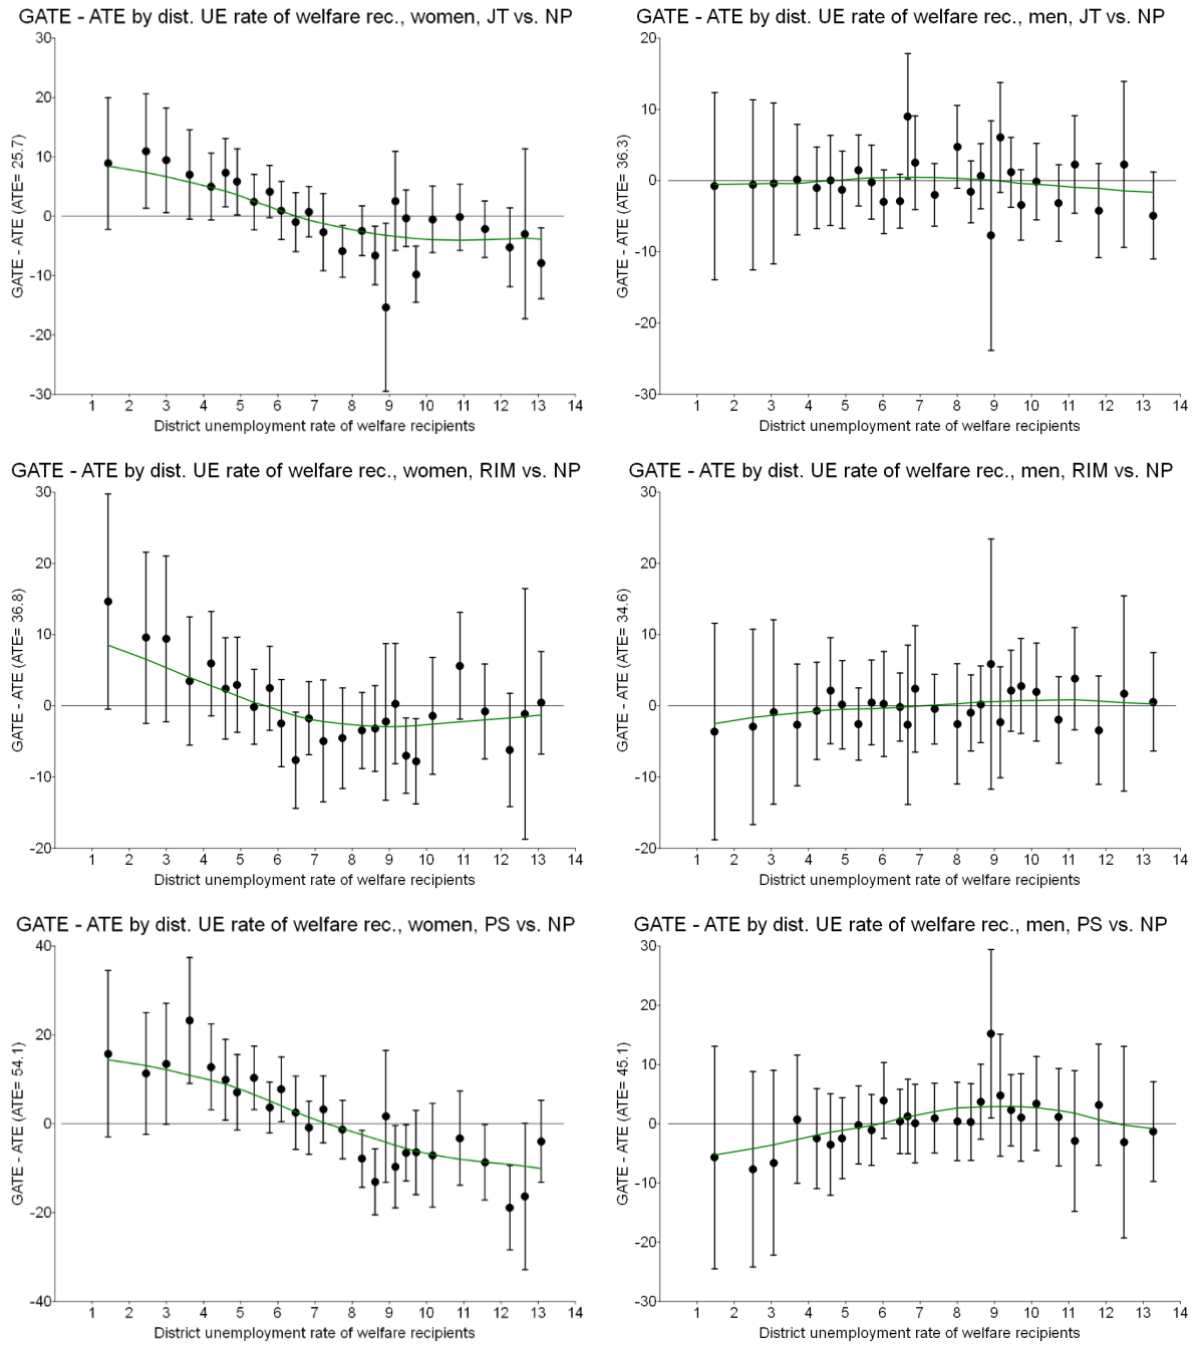 GATE - ATE by dist. UE rate of welfare rec., women, JT vs. NP
30
20
10
0
-10
-20
-30
GATE - ATE (ATE= 25.7)
1 2 3 4 5 6 7 8 9 10 11 12 13 14
District unemployment rate of welfare recipients
GATE - ATE by dist. UE rate of welfare rec., men, JT vs. NP
20
10
0
-10
-20
-30
GATE - ATE (ATE= 36.3)
1 2 3 4 5 6 7 8 9 10 11 12 13 14
District unemployment rate of welfare recipients
GATE - ATE by dist. UE rate of welfare rec., women, RIM vs. NP
30
20
10
0
-10
-20
GATE - ATE (ATE= 36.8)
1 2 3 4 5 6 7 8 9 10 11 12 13 14
District unemployment rate of welfare recipients
GATE - ATE by dist. UE rate of welfare rec., men, RIM vs. NP
30
20
10
0
-10
-20
GATE - ATE (ATE= 34.6)
1 2 3 4 5 6 7 8 9 10 11 12 13 14
District unemployment rate of welfare recipients
GATE - ATE by dist. UE rate of welfare rec., women, PS vs. NP
40
20
0
-20
-40
GATE - ATE (ATE= 54.1)
1 2 3 4 5 6 7 8 9 10 11 12 13 14
District unemployment rate of welfare recipients
GATE - ATE by dist. UE rate of welfare rec., men, PS vs. NP
30
20
10
0
-10
-20
-30
GATE - ATE (ATE= 45.1)
1 2 3 4 5 6 7 8 9 10 11 12 13 14
District unemployment rate of welfare recipients